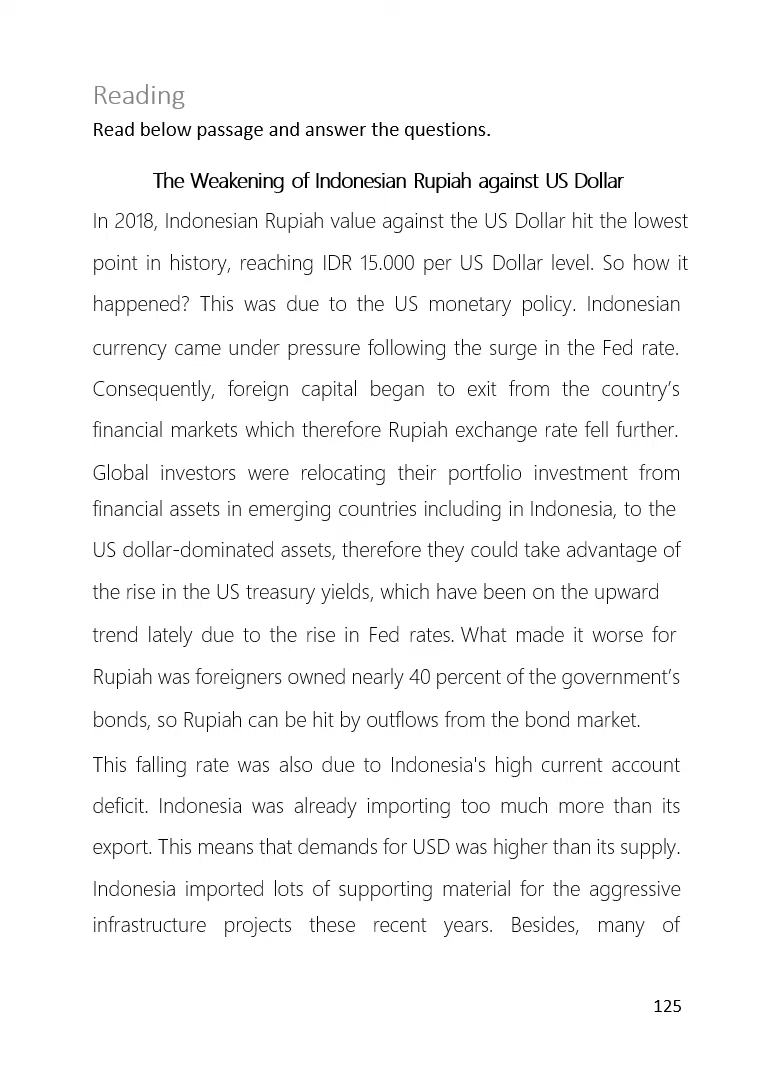 Reading
Read below passage and answer the questions.
The Weakening of Indonesian Rupiah against US Dollar
In 2018, Indonesian Rupiah value against the US Dollar hit the lowest
point in history, reaching IDR 15.000 per US Dollar level. So how it
happened? This was due to the US monetary policy. Indonesian
currency came under pressure following the surge in the Fed rate.
Consequently, foreign capital began to exit from the country’s
financial markets which therefore Rupiah exchange rate fell further.
Global investors were relocating their portfolio investment from
financial assets in emerging countries including in Indonesia, to the
US dollar-dominated assets, therefore they could take advantage of
the rise in the US treasury yields, which have been on the upward
trend lately due to the rise in Fed rates. What made it worse for
Rupiah was foreigners owned nearly 40 percent of the government’s
bonds, so Rupiah can be hit by outflows from the bond market.
This falling rate was also due to Indonesia's high current account
deficit. Indonesia was already importing too much more than its
export. This means that demands for USD was higher than its supply.
Indonesia imported lots of supporting material for the aggressive
infrastructure projects these recent years. Besides, many of
125